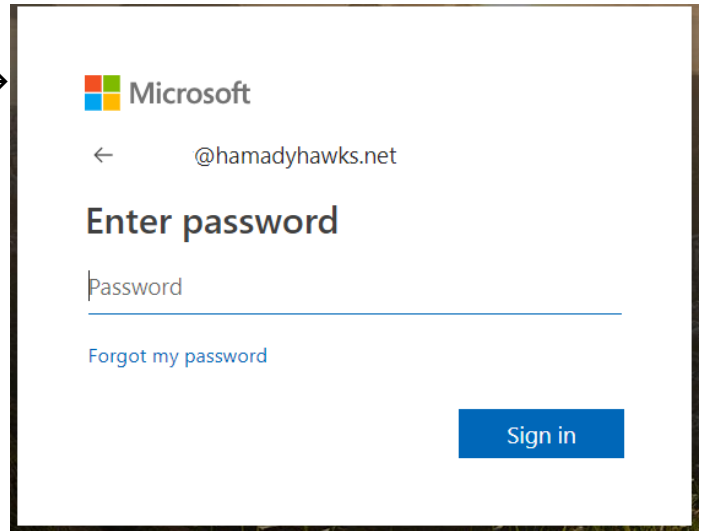 Microsoft
@hamadyhawks.net
Enter password
Password
Forgot my password
Sign in